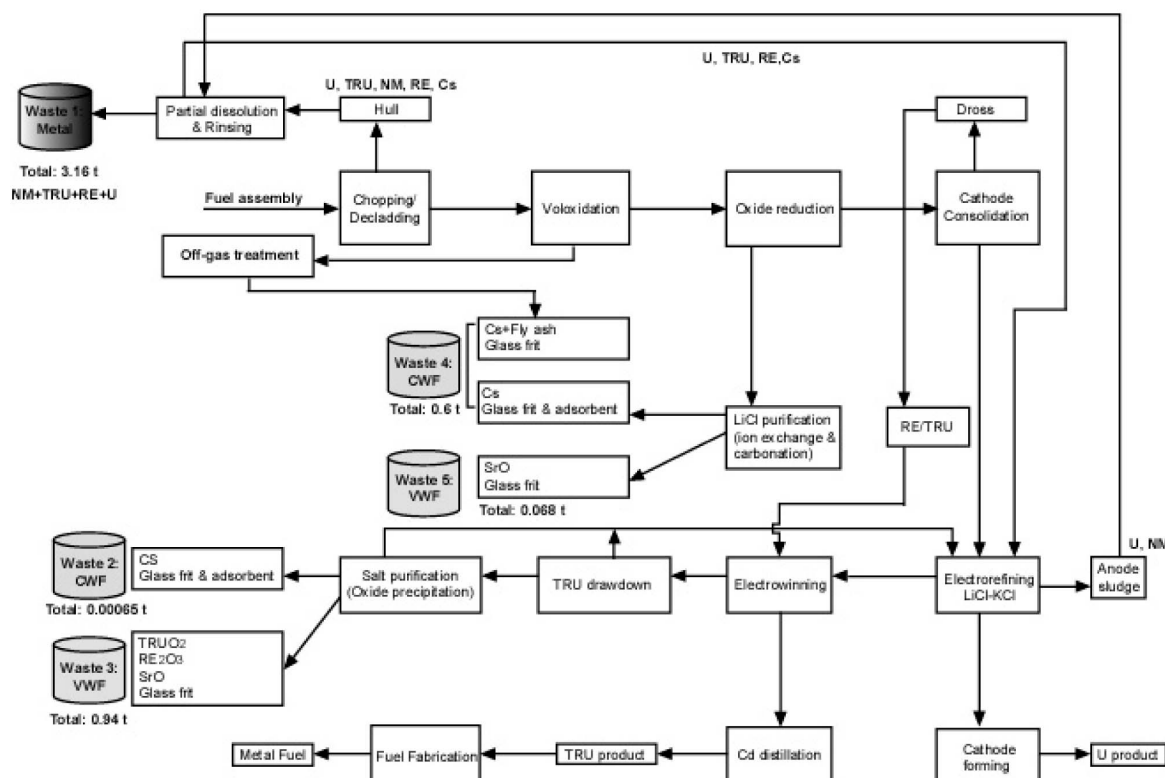 U, TRU, RE,Cs
U, TRU, NM, RE, Cs
Waste 1:
Metal
Partial dissolution
& Rinsing
Hull
Dross
Total: 3.16 t
NM+TRU+RE+U
Fuel assembly
Chopping/
Decladding
Voloxidation
Oxide reduction
Cathode
Consolidation
Off-gas treatment
Waste 4:
CWF
Cs+Fly ash
Glass frit
Cs
Glass frit & adsorbent
Total: 0.6 t
LiCl purification
(ion exchange &
carbonation)
RE/TRU
Waste 5:
VWF
SrO
Glass frit
Total: 0.068 t
U, NM
Waste 2:
CWF
CS
Glass frit & adsorbent
Total: 0.00065 t
Salt purification
(Oxide precipitation)
TRU drawdown
Electrowinning
Electrorefining
LiCl-KCl
Anode
sludge
Waste 3:
VWF
TRUO2
RE2O3
SrO
Glass frit
Total: 0.94 t
Metal Fuel
Fuel Fabrication
TRU product
Cd distillation
Cathode
forming
U product